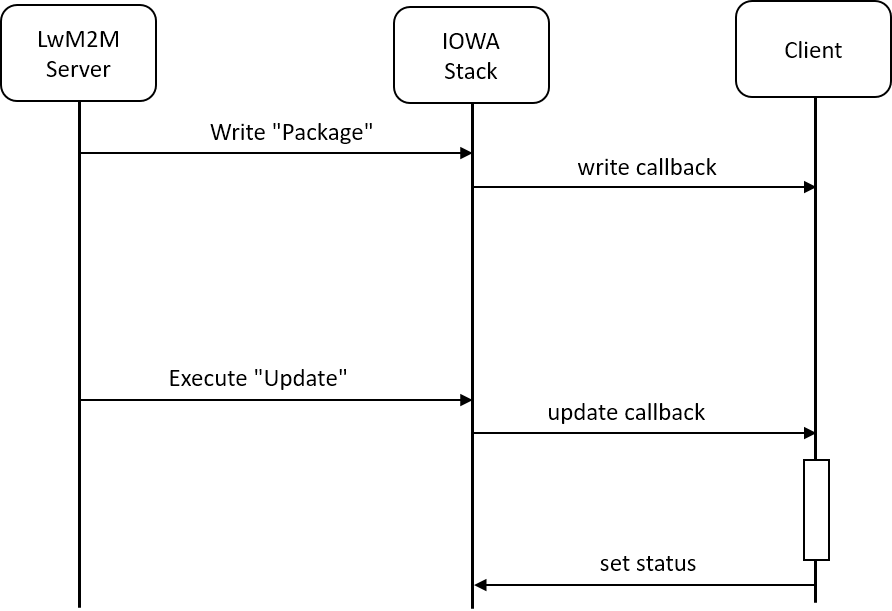 LwM2M
Server
IOWA
Stack
Client
Write "Package"
write callback
Execute "Update"
update callback
set status